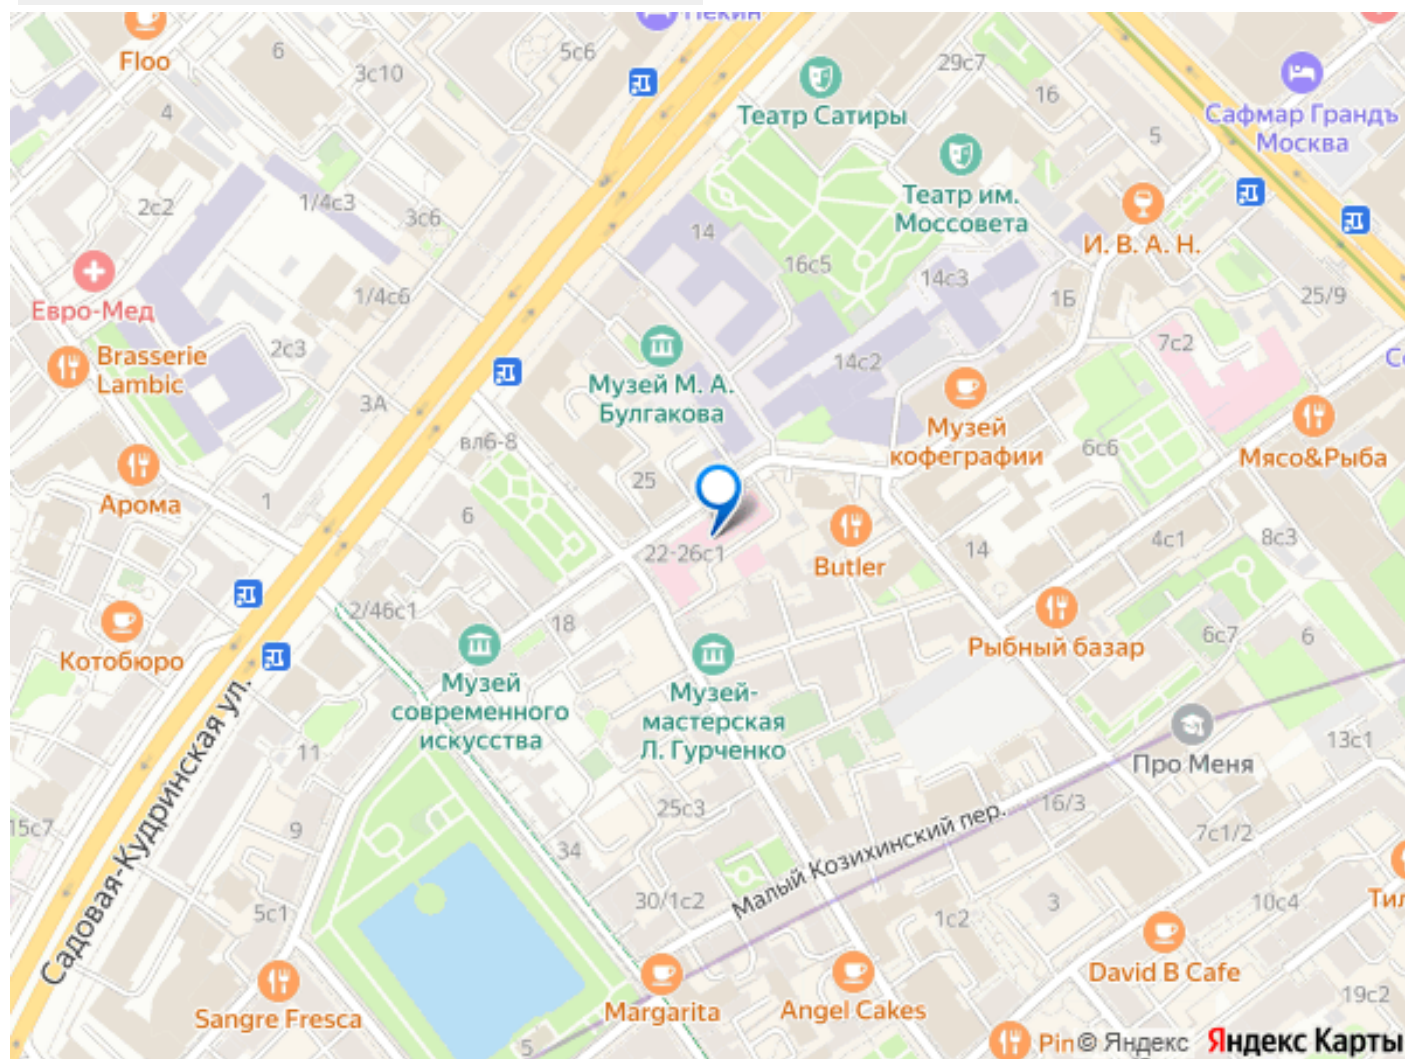 Пекин
Floo
6
3с10
5с6
29с7
16
Театр Сатиры
Сафмар Грандъ
Москва
4
5
Театр им.
Моссовета
2с2
1/4с3
3с6
14
И. В. А. Н.
16с5
14с3
1Б
25/9
Евро-Мед
1/4с6
Brasserie
Lambic
2с3
7с2
14с2
Музей М. А.
Булгакова
3А
вл6-8
Музей
кофеграфии
6с6
Мясо&Рыба
Арома
1
25
6
22-26с1
Butler
14
4с1
8с3
2/46с1
18
Котобюро
Рыбный базар
6с7
6
Музей
современного
искусства
Музей-
мастерская
Л. Гурченко
Садовая-Кудринская ул.
11
Про Меня
13с1
15с7
9
25с3
16/3
7с1/2
34
Малый Козихинский пер.
30/1с2
5с1
1с2
3
10с4
Тил
David B Cafe
Sangre Fresca
Margarita
Angel Cakes
19с2
5
Pin
© Яндекс
Яндекс Карты